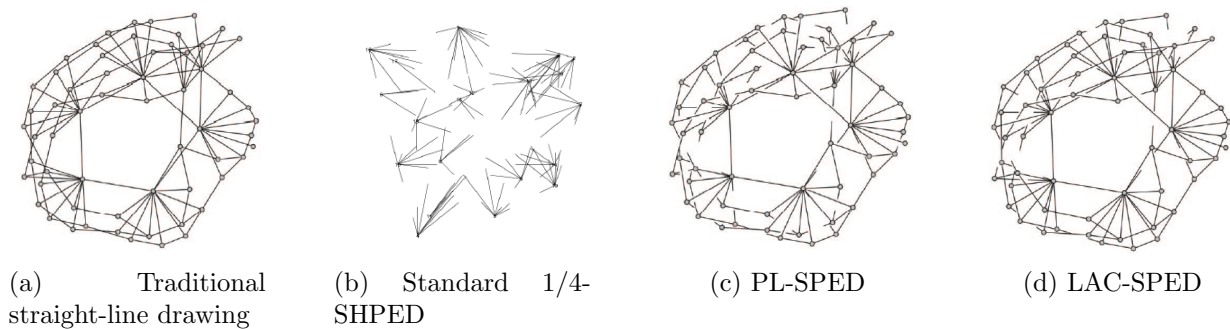 (a) Traditional
straight-line drawing
(b) Standard 1/4-
SHPED
(c) PL-SPED
(d) LAC-SPED